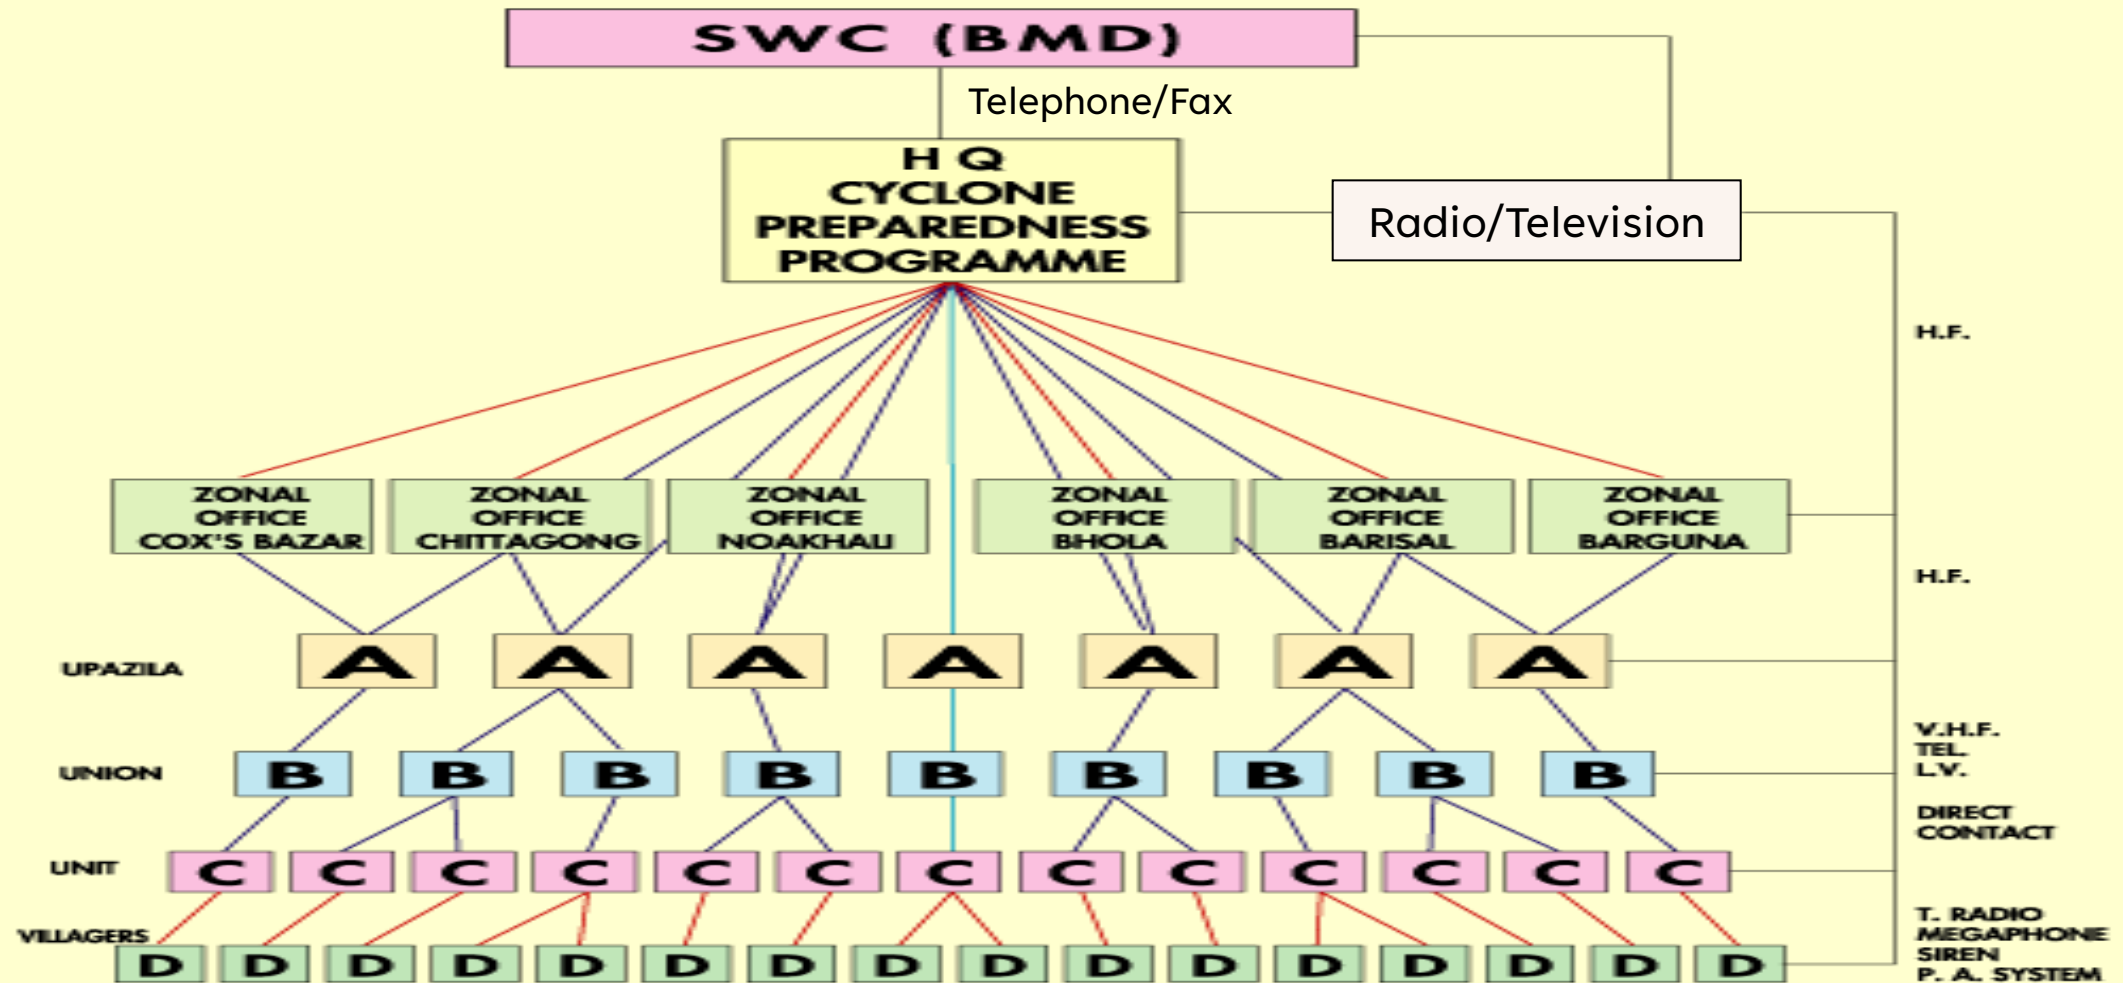 SWC (BMD)
Telephone/Fax
H Q
CYCLONE
PREPAREDNESS
PROGRAMME
Radio/Television
H.F.
ZONAL
OFFICE
COX'S BAZAR
ZONAL
OFFICE
CHITTAGONG
ZONAL
OFFICE
NOAKHALI
ZONAL
OFFICE
BHOLA
ZONAL
OFFICE
BARISAL
ZONAL
OFFICE
BARGUNA
H.F.
UPAZILA
A A A A A A A
V.H.F.
TEL.
L.V.
UNION
B B B B B B B B B
DIRECT
CONTACT
UNIT
C C C C C C C C C C C C C
T. RADIO
MEGAPHONE
SIREN
P. A. SYSTEM
VILLAGERS
D D D D D D D D D D D D D D D D